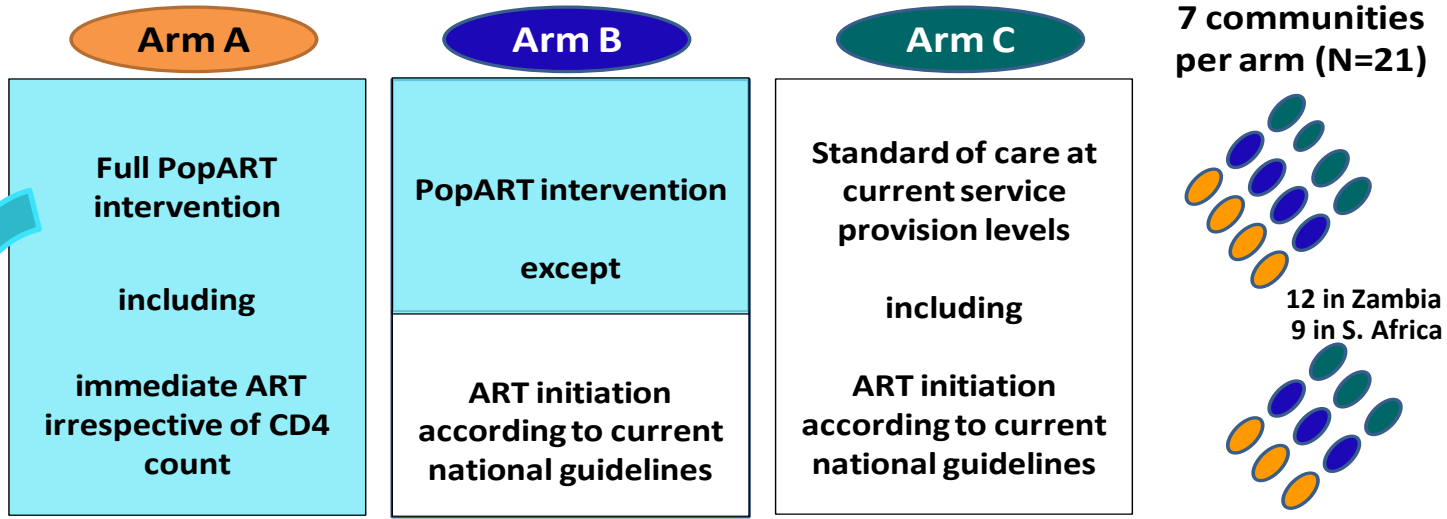 Arm A
Full PopART
intervention
including
immediate ART
irrespective of CD4
count
Arm B
PopART intervention
except
ART initiation
according to current
national guidelines
Arm C
Standard of care at
current service
provision levels
including
ART initiation
according to current
national guidelines
7 communities
per arm (N=21)
12 in Zambia
9 in S. Africa